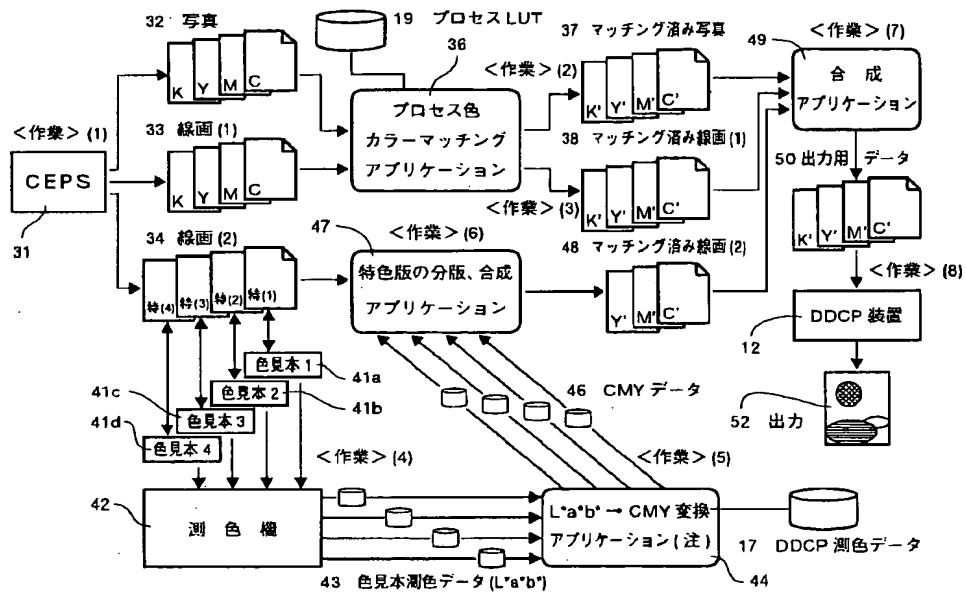 32 写真
19 プロセスLUT
37 マッチング済み写真
<作業> (7)
49
36
<作業> (2)
合成
アプリケーション
K
Y
M
C
プロセス色
カラーマッチング
アプリケーション
K'
Y'
M'
C'
<作業> (1)
33 線画 (1)
38 マッチング済み線画 (1)
50 出力用 データ
CEPS
31
K
Y
M
C
<作業> (3)
K'
Y'
M'
C'
K'
Y'
M'
C'
34 線画 (2)
47
<作業> (6)
48 マッチング済み線画 (2)
<作業> (8)
特(4)
特(3)
特(2)
特(1)
特色版の分版、合成
アプリケーション
Y'
M'
C'
DDCP 装置
12
色見本 1
41a
色見本 2
41b
41c
色見本 3
41d
色見本 4
46 CMY データ
52 出力
<作業> (4)
<作業> (5)
42
測色機
L*a*b* → CMY 変換
アプリケーション (注)
44
17 DDCP 測色データ
43 色見本測色データ (L*a*b*)